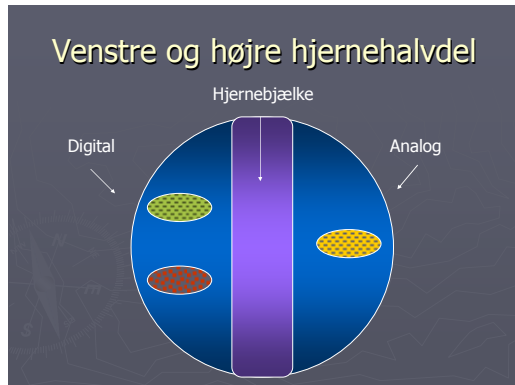 Venstre og højre hjernehalvdel
Hjernebjælke
Digital
Analog
N
m
S